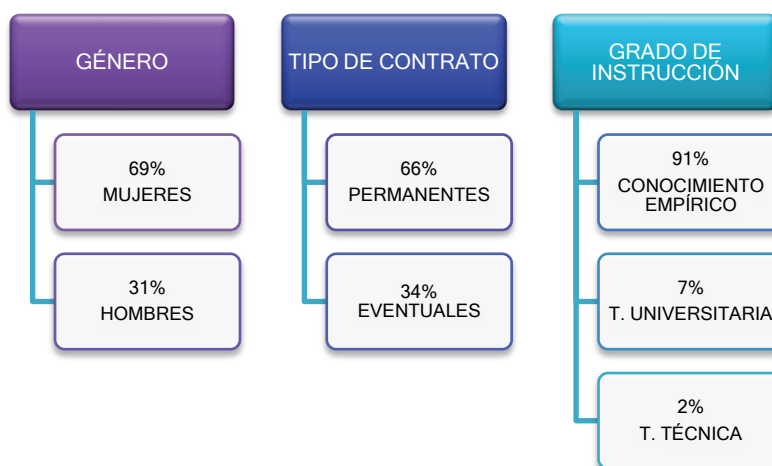 GÉNERO
69%
MUJERES
31%
HOMBRES
TIPO DE CONTRATO
66%
PERMANENTES
34%
EVENTUALES
GRADO DE
INSTRUCCIÓN
91%
CONOCIMIENTO
EMPÍRICO
7%
T. UNIVERSITARIA
2%
T. TÉCNICA